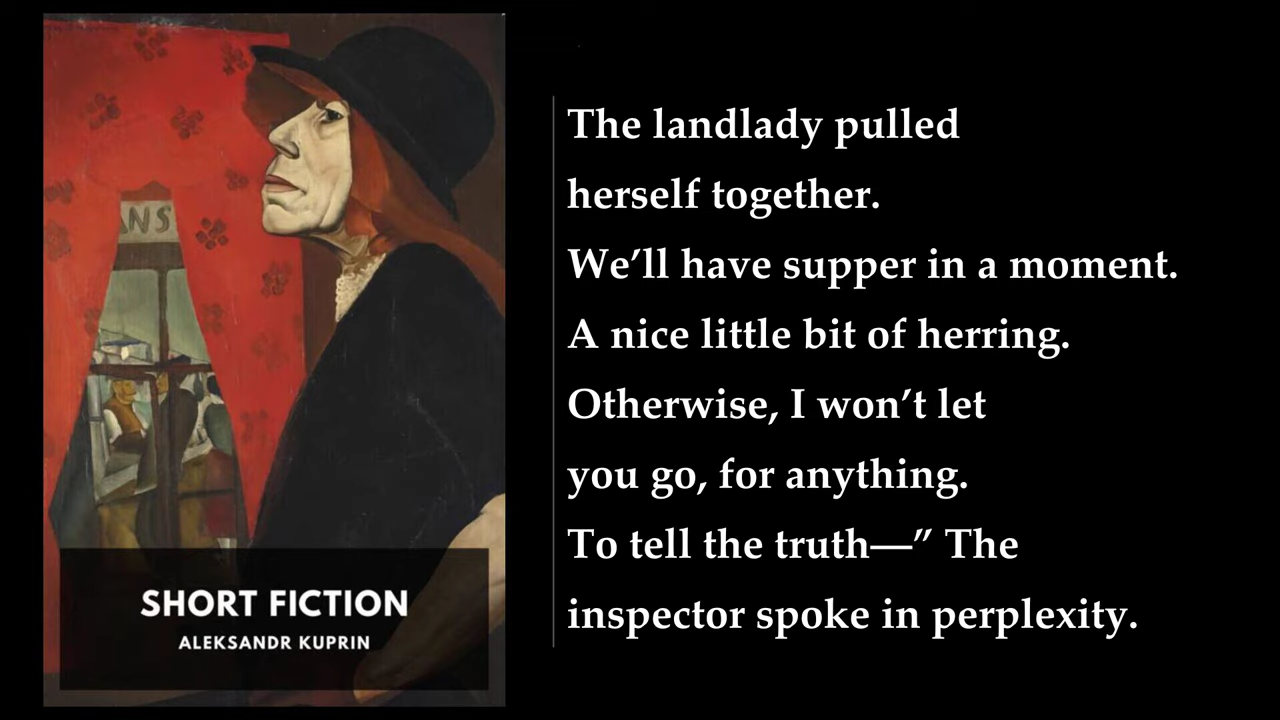 ANS
SHORT FICTION
ALEKSANDR KUPRIN
The landlady pulled
herself together.
We’ll have supper in a moment.
A nice little bit of herring.
Otherwise, I won’t let
you go, for anything.
To tell the truth—” The
inspector spoke in perplexity.